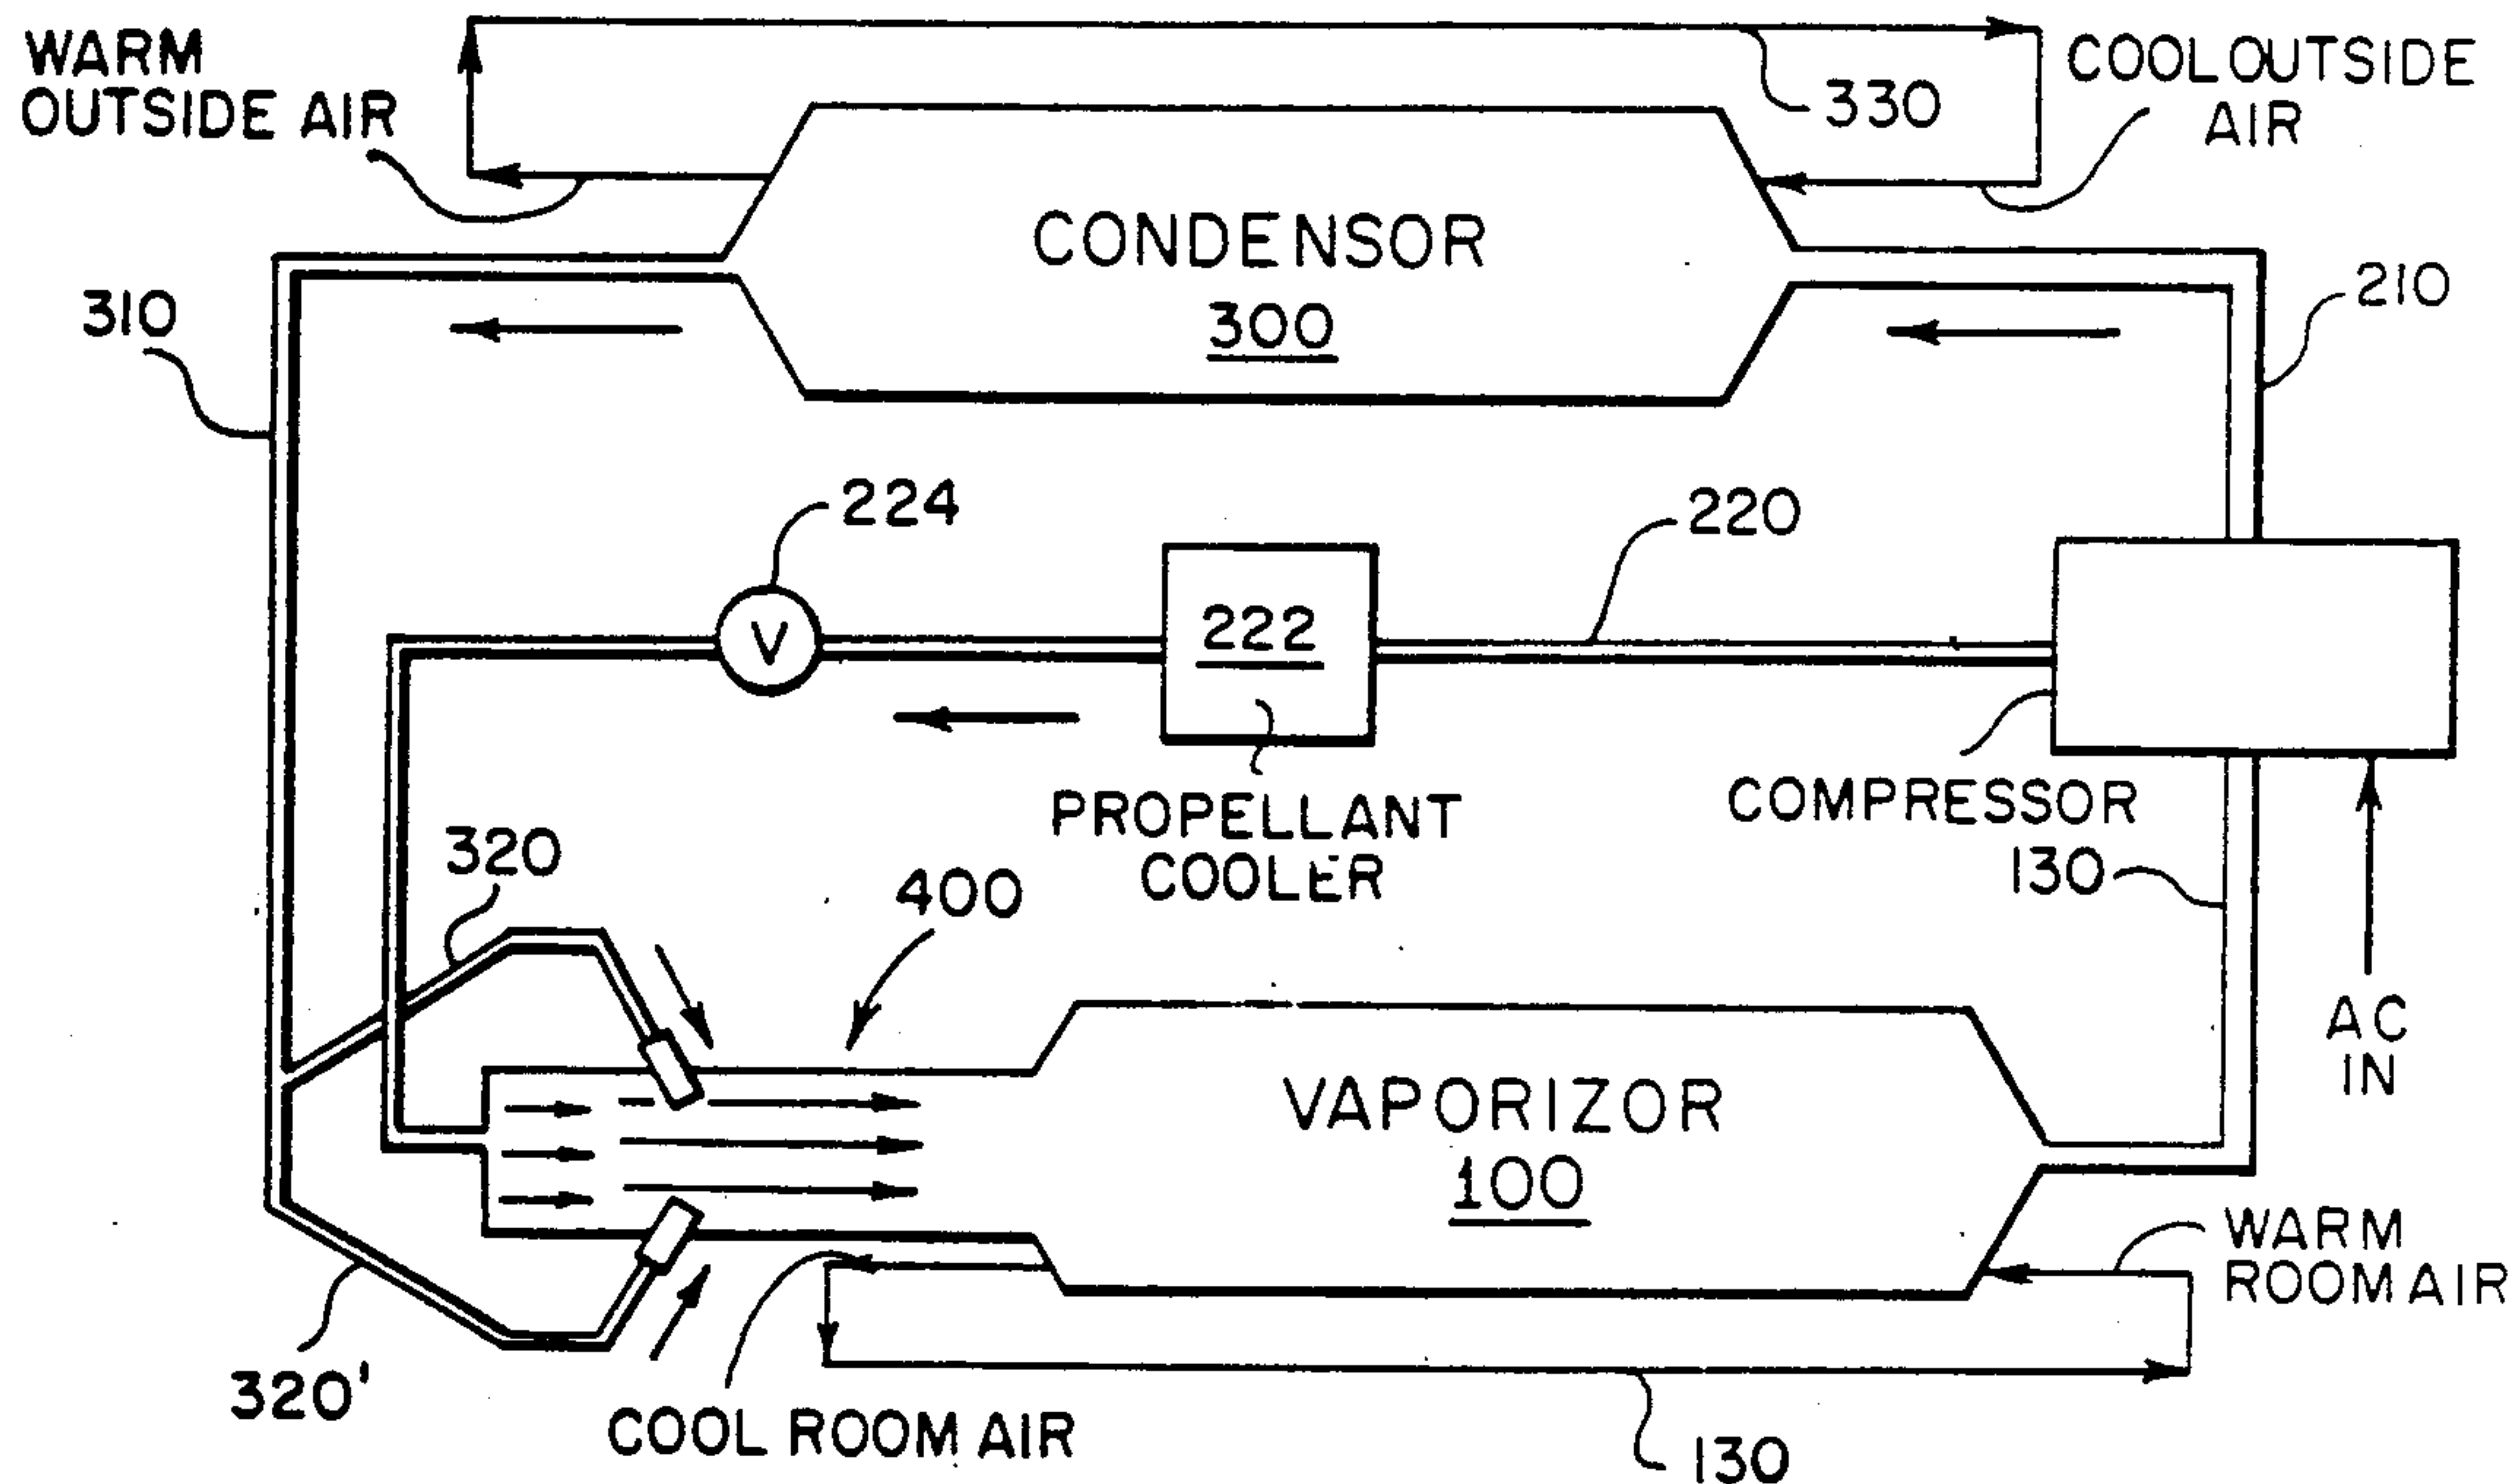 WARM
OUTSIDE AIR
COOL OUTSIDE
AIR
330
CONDENSOR
300
310
210
224
220
222
V
PROPELLANT
COOLER
COMPRESSOR
130
320
400
AC
IN
VAPORIZOR
100
WARM
ROOM AIR
320'
COOL ROOM AIR
130